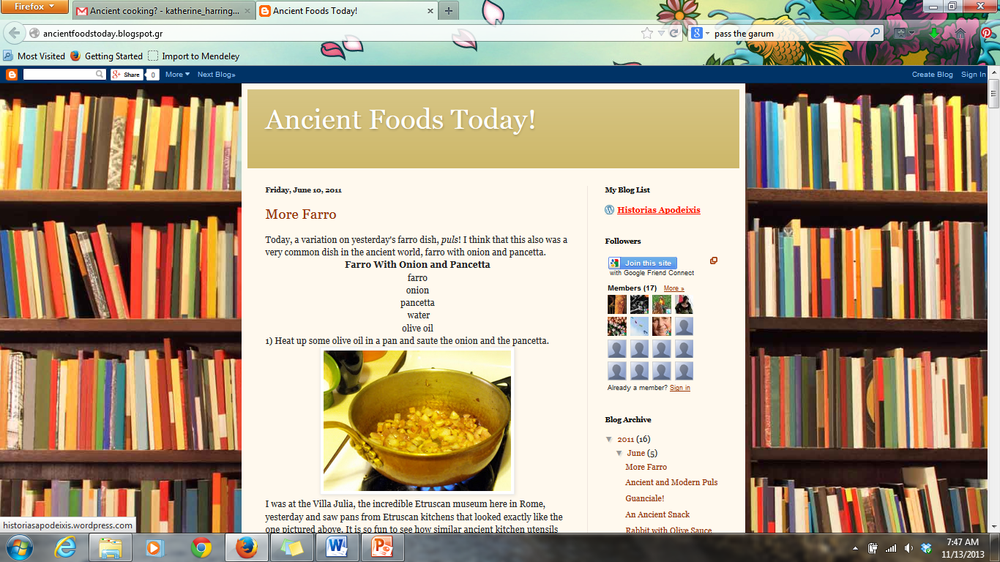 Firefox
Ancient cooking? - katherine_harring...
Ancient Foods Today!
ancientfoodstoday.blogspot.gr
pass the garum
Most Visited Getting Started Import to Mendeley
Share 0 More Next Blog» Create Blog Sign In
Ancient Foods Today!
Friday, June 10, 2011
More Farro
Today, a variation on yesterday's farro dish, puls! I think that this also was a
very common dish in the ancient world, farro with onion and pancetta.
Farro With Onion and Pancetta
farro
onion
pancetta
water
olive oil
1) Heat up some olive oil in a pan and saute the onion and the pancetta.
I was at the Villa Julia, the incredible Etruscan museum here in Rome,
yesterday and saw pans from Etruscan kitchens that looked exactly like the
one pictured above. It is so fun to see how similar ancient kitchen utensils
My Blog List
Historias Apodeixis
Followers
Join this site
with Google Friend Connect
Members (17) More »
Already a member? Sign in
Blog Archive
2011 (16)
June (5)
More Farro
Ancient and Modern Puls
Guanciale!
An Ancient Snack
Rabbit with Olive Sauce
historiasapodeixis.wordpress.com
7:47 AM
11/13/2013